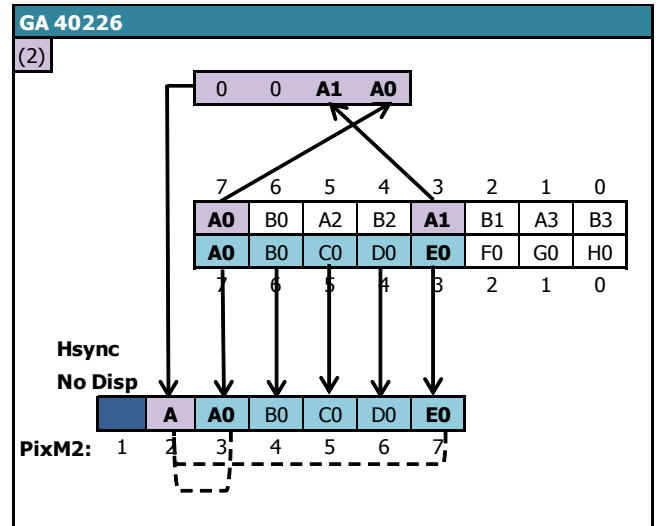 GA 40226
(2)
0 0 A1 A0
7 6 5 4 3 2 1 0
A0 B0 A2 B2 A1 B1 A3 B3
A0 B0 C0 D0 E0 F0 G0 H0
7 6 5 4 3 2 1 0
Hsync
No Disp
A A0 B0 C0 D0 E0
PixM2: 1 2 3 4 5 6 7